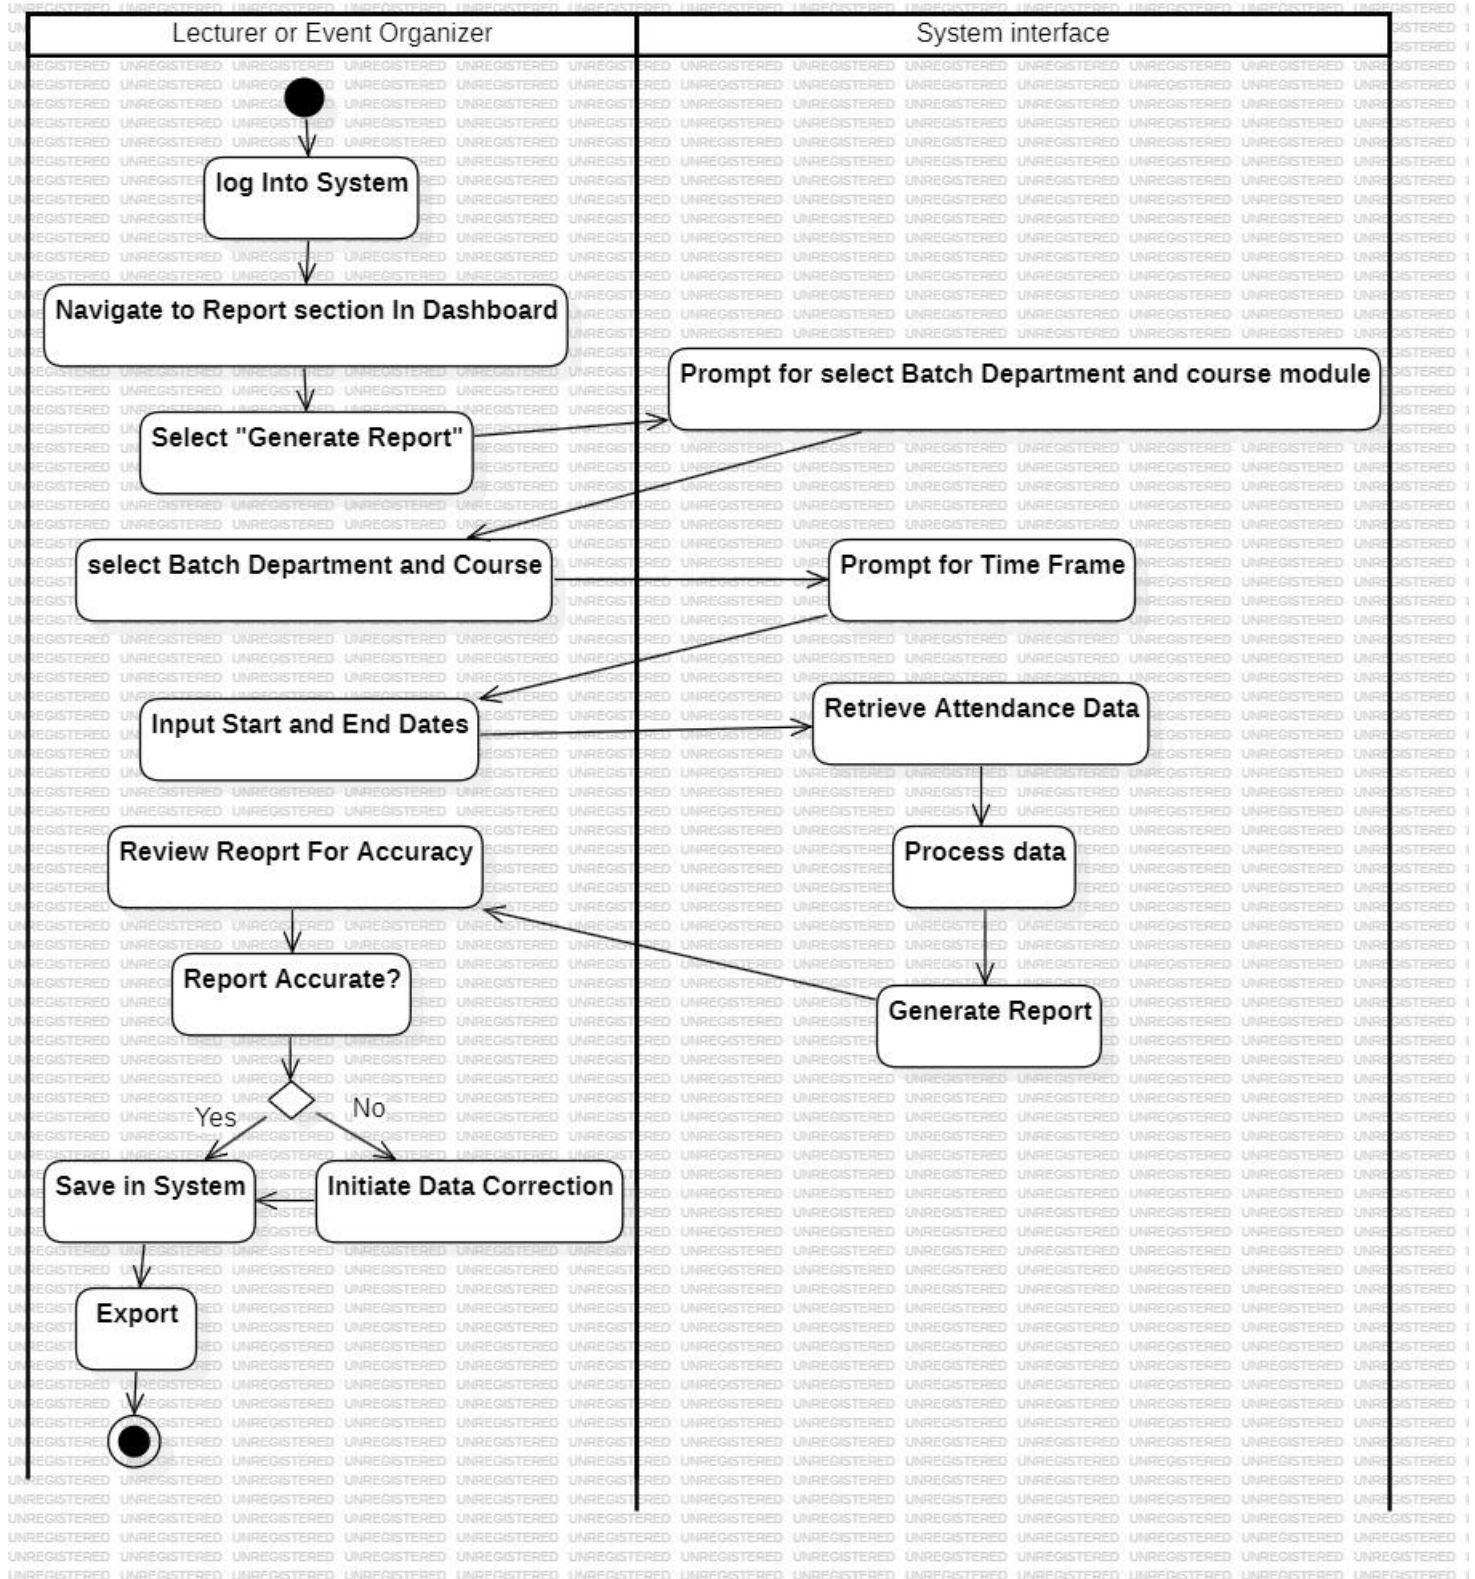 Lecturer or Event Organizer
System interface
log Into System
Navigate to Report section In Dashboard
Prompt for select Batch Department and course module
Select "Generate Report"
select Batch Department and Course
Prompt for Time Frame
Input Start and End Dates
Retrieve Attendance Data
Review Reoprt For Accuracy
Process data
Report Accurate?
Generate Report
Yes
No
Save in System
Initiate Data Correction
Export
UNREGISTERED